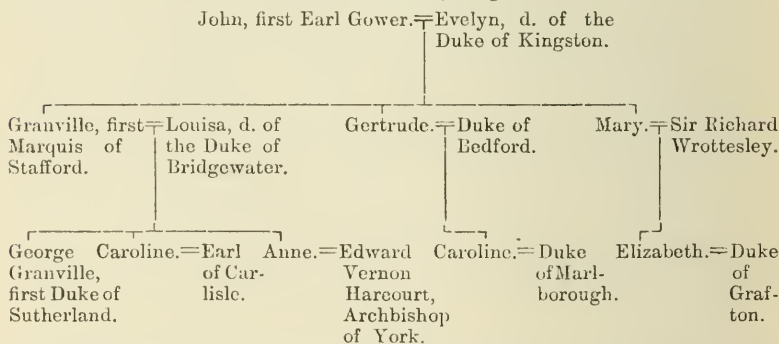 John, first Earl Gower.=Evelyn, d. of the
Duke of Kingston.
Granville, first=Louisa, d. of
Marquis of the Duke of
Stafford. Bridgewater.
Gertrude.=Duke of
Bedford.
Mary.=Sir Richard
Wrottesley.
George
Granville,
first Duke of
Sutherland.
Caroline.=Earl
of Car-
lisle.
Anne.=Edward
Vernon
Harcourt,
Archbishop
of York.
Caroline.=Duke
of Marl-
borough.
Elizabeth.=Duke
of
Graf-
ton.